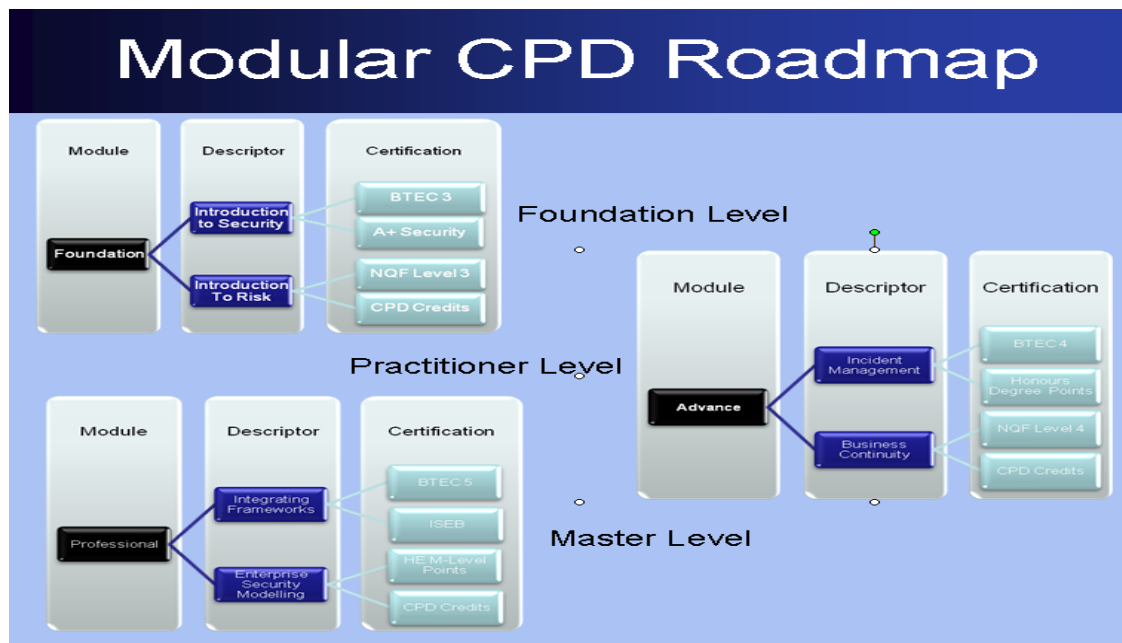 Modular CPD Roadmap
Module
Descriptor
Certification
Foundation
Introduction
to Security
Introduction
To Risk
BTEC 3
A+ Security
NQF Level 3
CPD Credits
Foundation Level
Module
Descriptor
Certification
Advance
Incident
Management
Business
Continuity
BTEC 4
Honours
Degree Points
NQF Level 4
CPD Credits
Practitioner Level
Module
Descriptor
Certification
Professional
Integrating
Frameworks
Enterprise
Security
Modelling
BTEC 5
ISEB
HE M-Level
Points
CPD Credits
Master Level